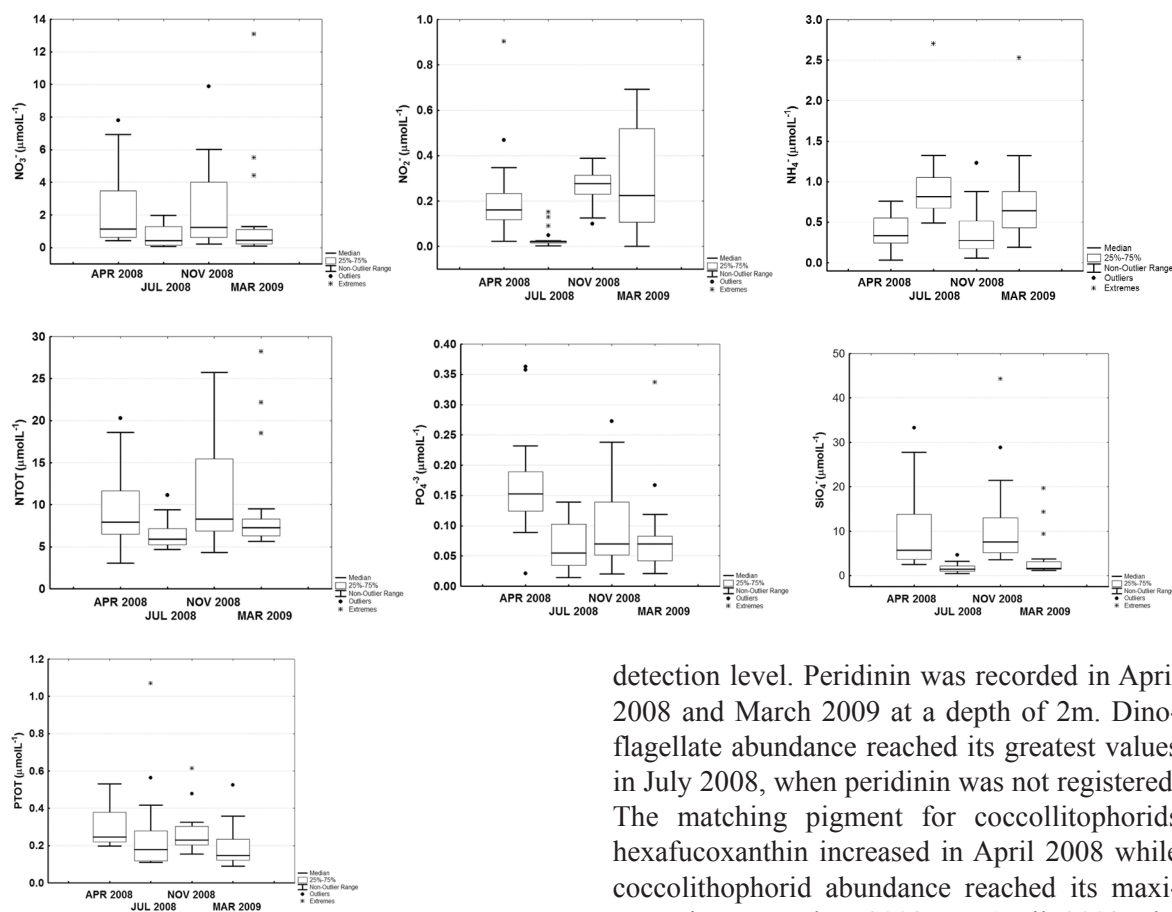 14
12
10
8
6
4
2
0
NO₃⁻ (μmolL⁻¹)
APR 2008
NOV 2008
JUL 2008
MAR 2009
Median
25%-75%
Non-Outlier Range
Outliers
Extremes
1.0
0.8
0.6
0.4
0.2
0.0
NO₂⁻ (μmolL⁻¹)
APR 2008
NOV 2008
JUL 2008
MAR 2009
Median
25%-75%
Non-Outlier Range
Outliers
Extremes
3.0
2.5
2.0
1.5
1.0
0.5
0.0
NH₄⁻ (μmolL⁻¹)
APR 2008
NOV 2008
JUL 2008
MAR 2009
Median
25%-75%
Non-Outlier Range
Outliers
Extremes
30
25
20
15
10
5
0
NTOT (μmolL⁻¹)
APR 2008
NOV 2008
JUL 2008
MAR 2009
Median
25%-75%
Non-Outlier Range
Outliers
Extremes
0.40
0.35
0.30
0.25
0.20
0.15
0.10
0.05
0.00
PO₄⁻³ (μmolL⁻¹)
APR 2008
NOV 2008
JUL 2008
MAR 2009
Median
25%-75%
Non-Outlier Range
Outliers
Extremes
50
40
30
20
10
0
SiO₄⁻ (μmolL⁻¹)
APR 2008
NOV 2008
JUL 2008
MAR 2009
Median
25%-75%
Non-Outlier Range
Outliers
Extremes
1.2
1.0
0.8
0.6
0.4
0.2
0.0
PTOT (μmolL⁻¹)
APR 2008
NOV 2008
JUL 2008
MAR 2009
Median
25%-75%
Non-Outlier Range
Outliers
Extremes
detection level. Peridinin was recorded in April
2008 and March 2009 at a depth of 2m. Dino-
flagellate abundance reached its greatest values
in July 2008, when peridinin was not registered
The matching pigment for coccollitophorids
hexafucoxanthin increased in April 2008 while
coccolithophorid abundance reached its maxi-